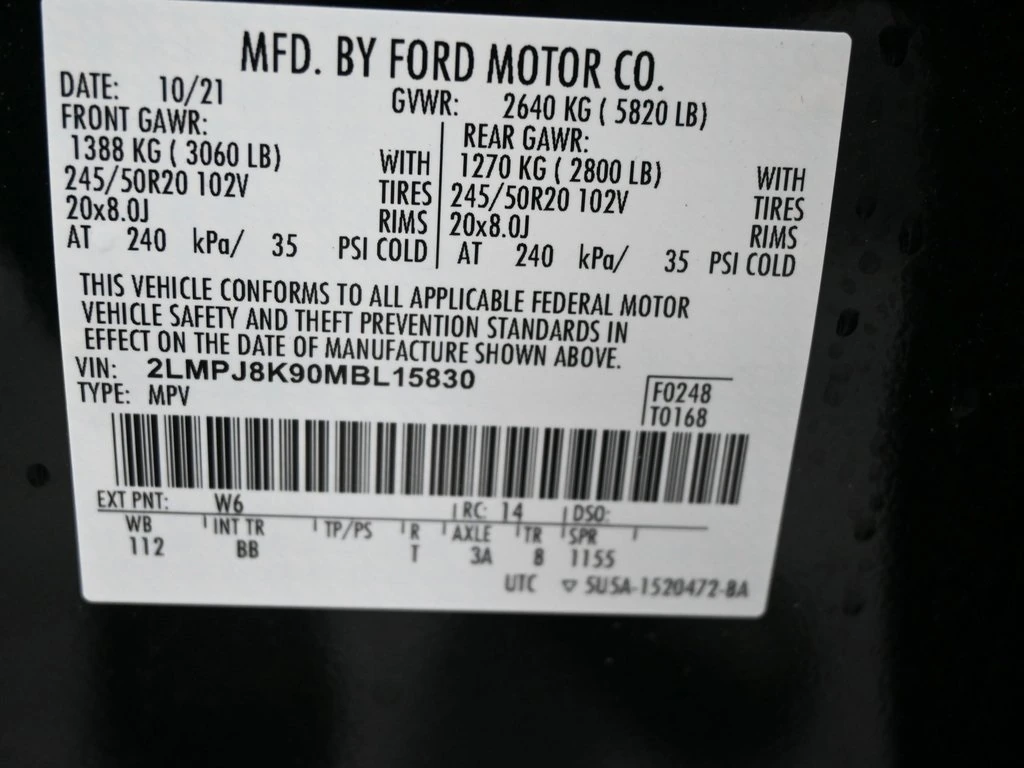 MFD. BY FORD MOTOR CO.
DATE: 10/21 GVWR: 2640 KG ( 5820 LB)
FRONT GAWR: REAR GAWR:
1388 KG ( 3060 LB) WITH 1270 KG ( 2800 LB) WITH
245/50R20 102V TIRES 245/50R20 102V TIRES
20x8.0J RIMS 20x8.0J RIMS
AT 240 kPa/ 35 PSI COLD AT 240 kPa/ 35 PSI COLD
THIS VEHICLE CONFORMS TO ALL APPLICABLE FEDERAL MOTOR
VEHICLE SAFETY AND THEFT PREVENTION STANDARDS IN
EFFECT ON THE DATE OF MANUFACTURE SHOWN ABOVE.
VIN: 2LMPJ8K90MBL15830
TYPE: MPV
F0248
T0168
EXT PNT: W6 RC: 14 DSO:
WB INT TR TP/PS R AXLE TR SPR
112 BB T 3A 8 1155
UTC ▽ 5U5A-1520472-BA